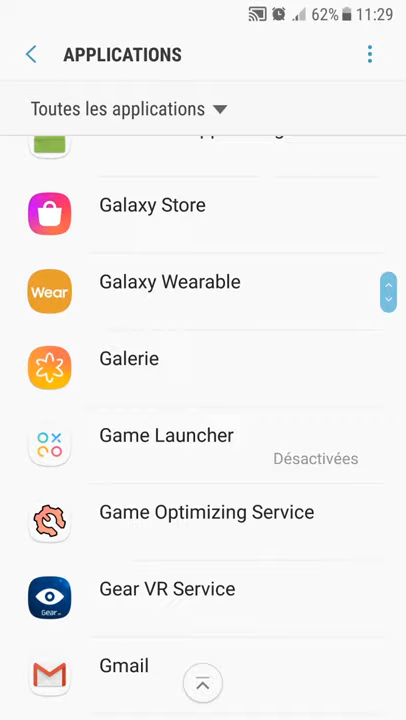 62% 11:29
APPLICATIONS
Toutes les applications
Galaxy Store
Wear
Galaxy Wearable
Galerie
Game Launcher
Désactivées
Game Optimizing Service
Gear VR Service
Gear
Gmail